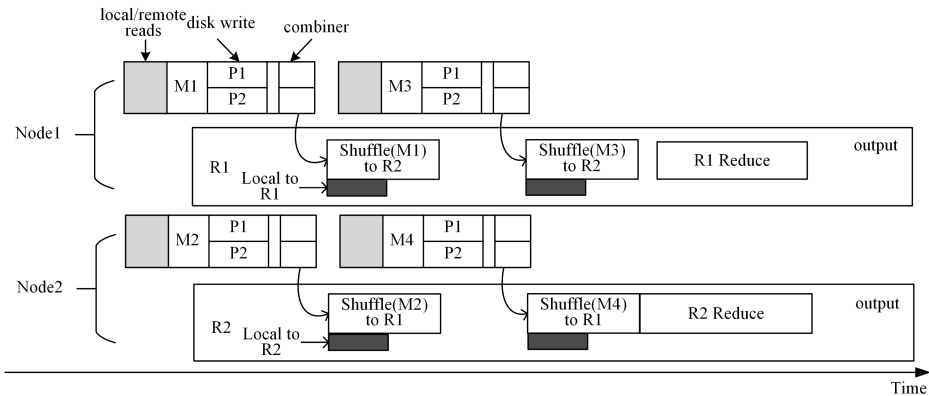 local/remote
reads
disk write
combiner
M1
P1
P2
M3
P1
P2
Node1
R1
Shuffle(M1)
to R2
Local to
R1
Shuffle(M3)
to R2
R1 Reduce
output
M2
P1
P2
M4
P1
P2
Node2
R2
Shuffle(M2)
to R1
Local to
R2
Shuffle(M4)
to R1
R2 Reduce
output
Time